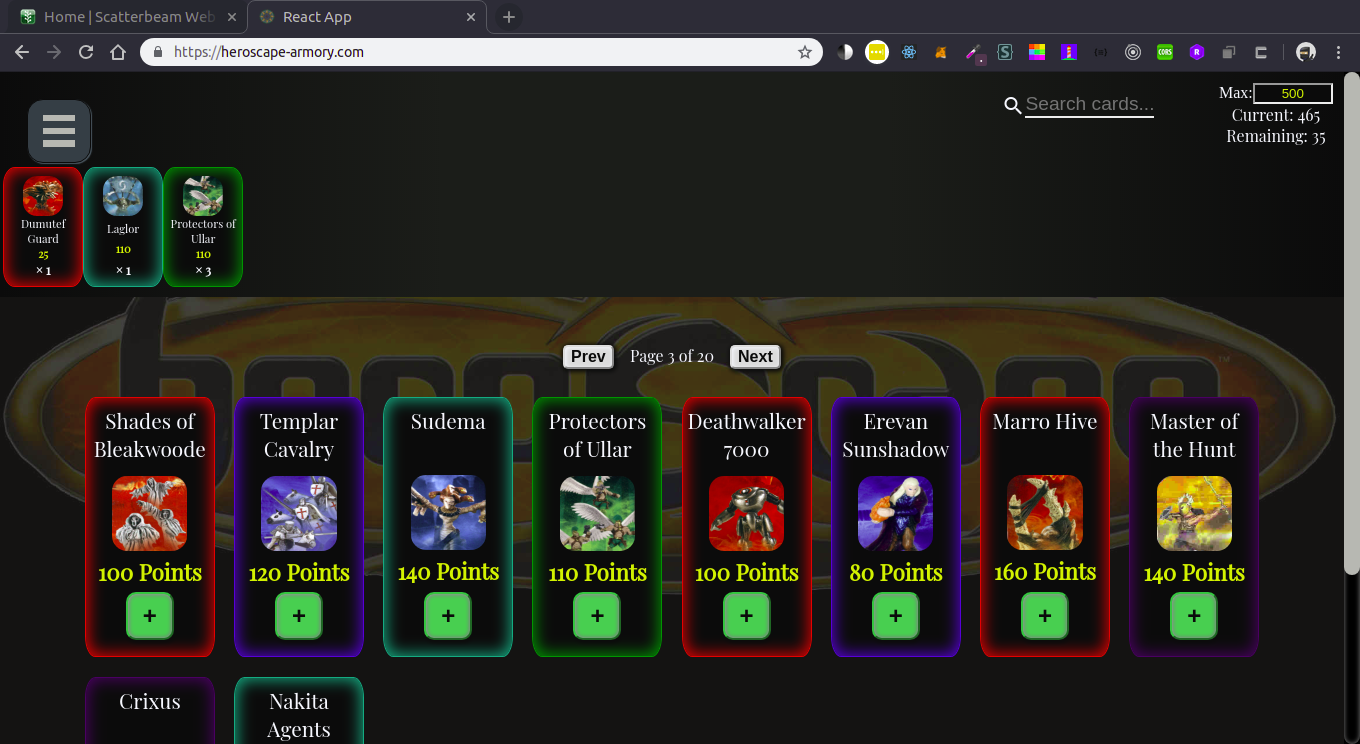 Home | Scatterbeam Web
React App
https://heroscape-armory.com
CORS
R
Search cards...
Max: 500
Current: 465
Remaining: 35
Dumutef Guard
25
× 1
Laglor
110
× 1
Protectors of Ullar
110
× 3
Prev Page 3 of 20 Next
TM
Shades of Bleakwoode
100 Points
+
Templar Cavalry
120 Points
+
Sudema
140 Points
+
Protectors of Ullar
110 Points
+
Deathwalker 7000
100 Points
+
Erevan Sunshadow
80 Points
+
Marro Hive
160 Points
+
Master of the Hunt
140 Points
+
Crixus
Nakita Agents